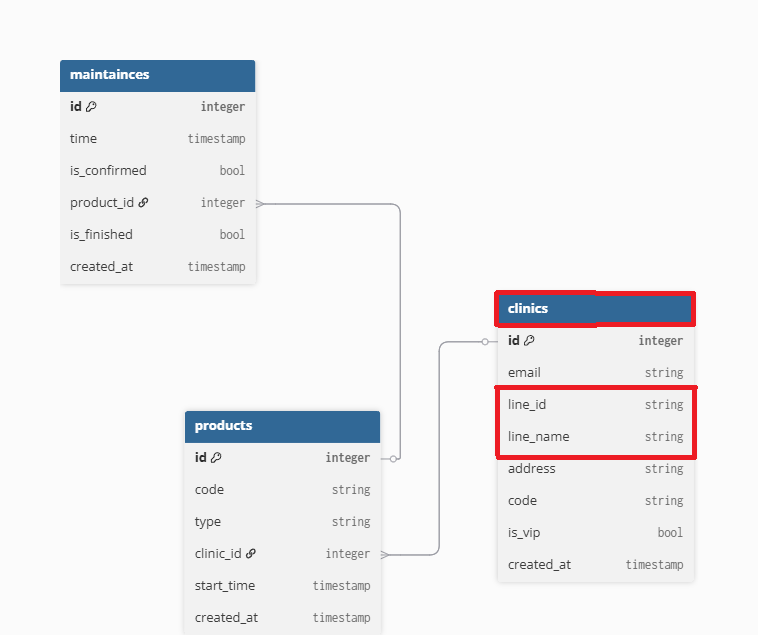 maintainces
id integer
time timestamp
is_confirmed bool
product_id integer
is_finished bool
created_at timestamp
clinics
id integer
email string
line_id string
line_name string
address string
code string
is_vip bool
created_at timestamp
products
id integer
code string
type string
clinic_id integer
start_time timestamp
created_at timestamp